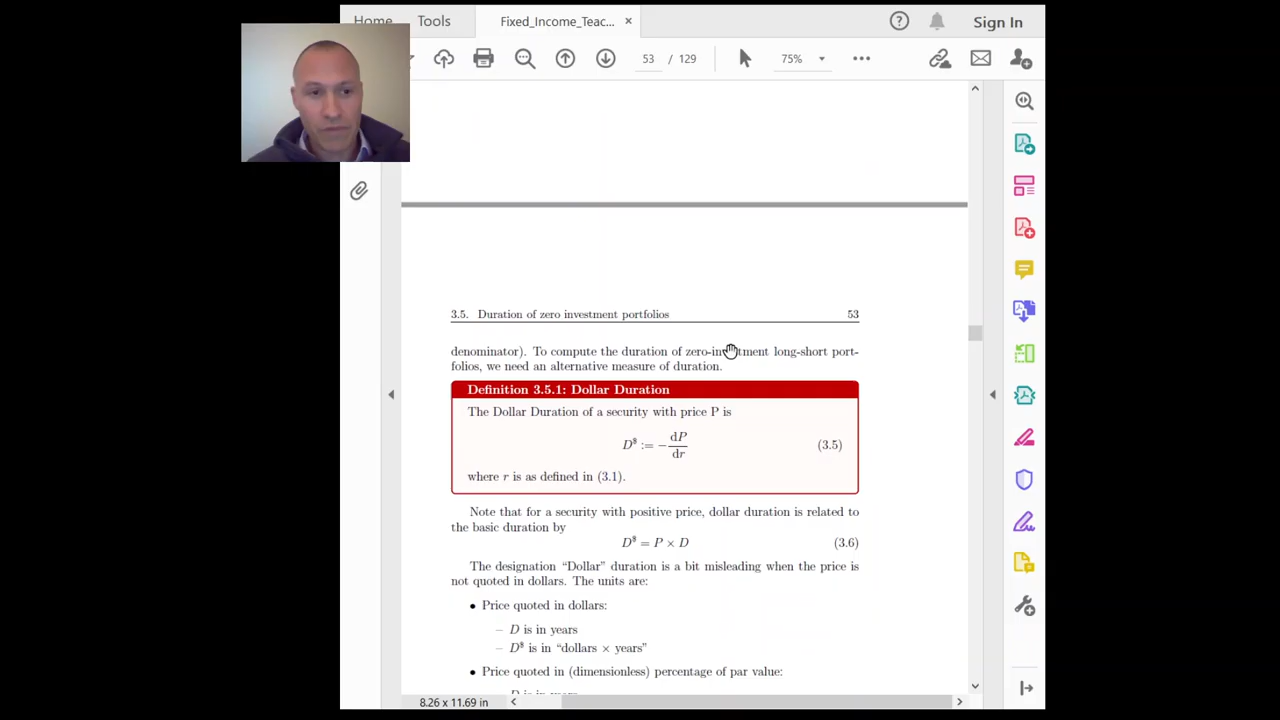 Home
Tools
Fixed_Income_Teac...
×
Sign In
53 / 129
75%
3.5. Duration of zero investment portfolios 53
denominator). To compute the duration of zero-investment long-short port-
folios, we need an alternative measure of duration.
Definition 3.5.1: Dollar Duration
The Dollar Duration of a security with price P is
D^$ := − dP/dr (3.5)
where r is as defined in (3.1).
Note that for a security with positive price, dollar duration is related to
the basic duration by
D^$ = P × D (3.6)
The designation “Dollar” duration is a bit misleading when the price is
not quoted in dollars. The units are:
• Price quoted in dollars:
– D is in years
– D^$ is in “dollars × years”
• Price quoted in (dimensionless) percentage of par value:
– D is in years
8.26 x 11.69 in